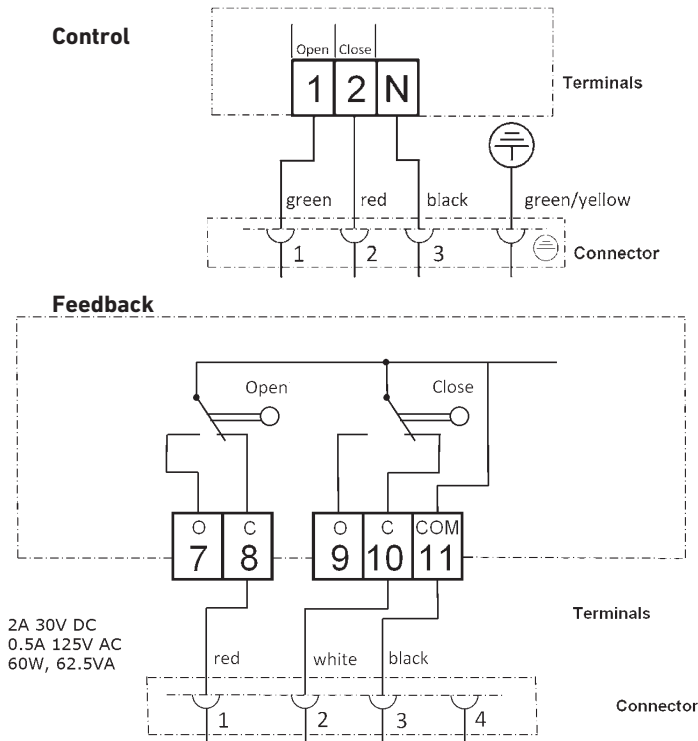 Control
Open Close
1 2 N
Terminals
green red black green/yellow
1 2 3
Connector
Feedback
Open Close
O C O C COM
7 8 9 10 11
2A 30V DC
0.5A 125V AC
60W, 62.5VA
Terminals
red white black
1 2 3 4
Connector